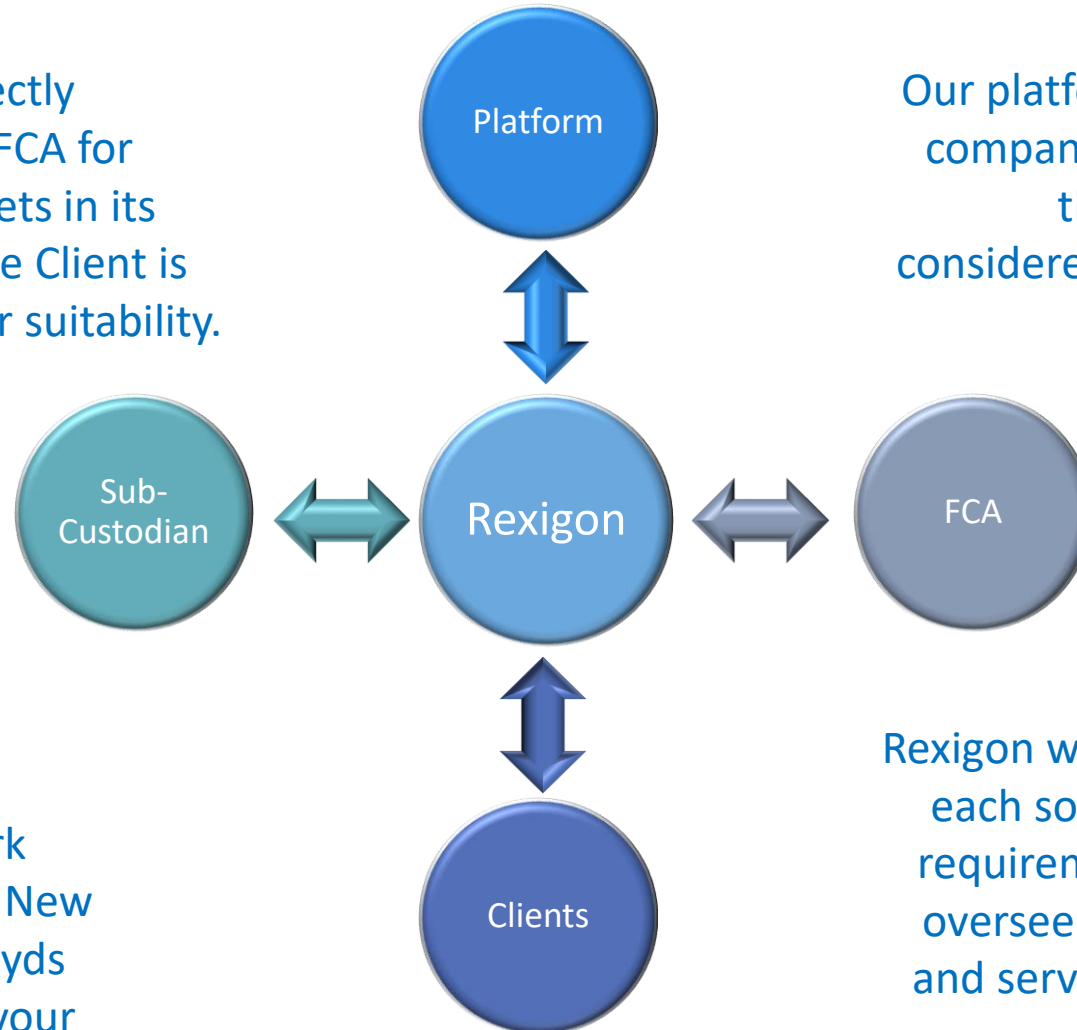 ectly
FCA for
ets in its
e Client is
r suitability.
Platform
Our platf
compan
t
considere
Sub-
Custodian
Rexigon
FCA
rk
New
yds
your
Clients
Rexigon w
each so
requirem
oversee
and serv